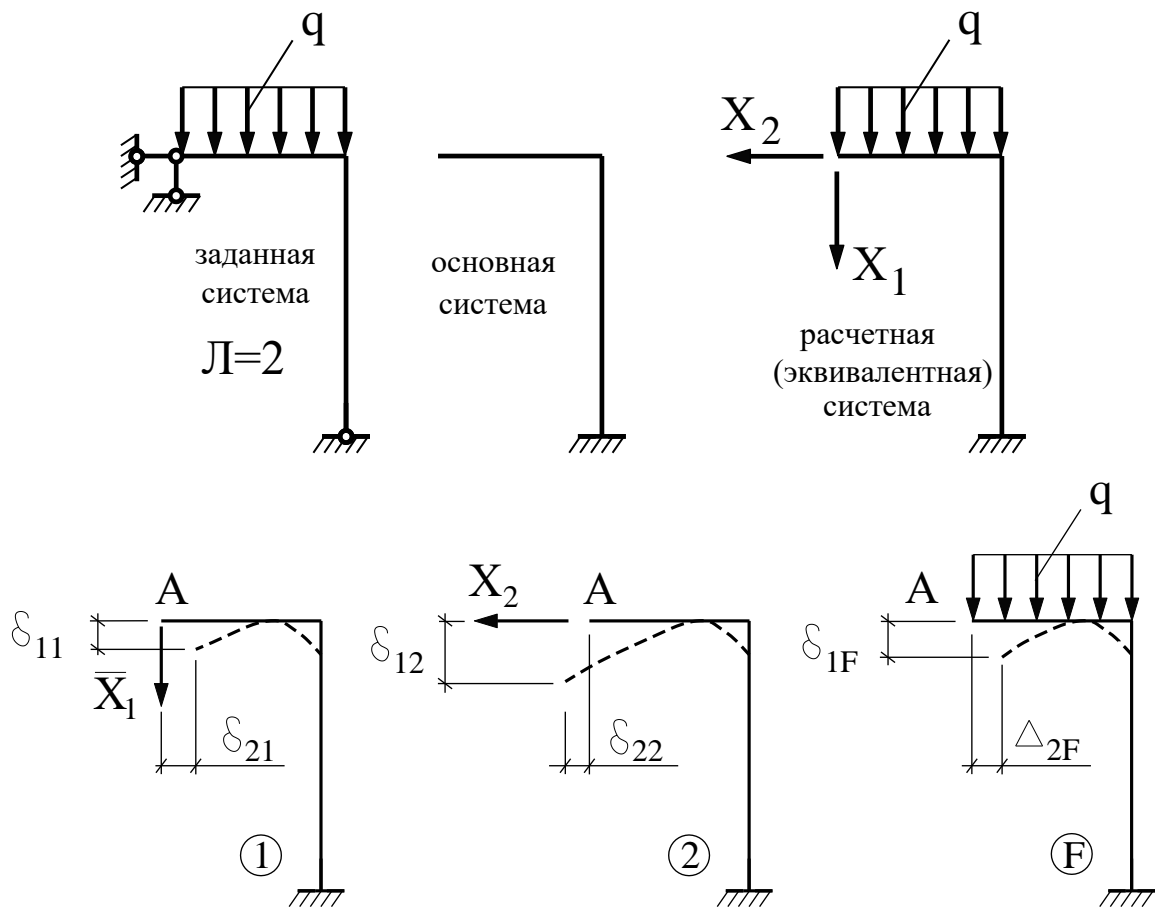 q
q
X2
X1
заданная
система
Л=2
основная
система
расчетная
(эквивалентная)
система
q
A
X2
A
A
δ11
δ12
δ1F
X̅1
δ21
δ22
△2F
1
2
F